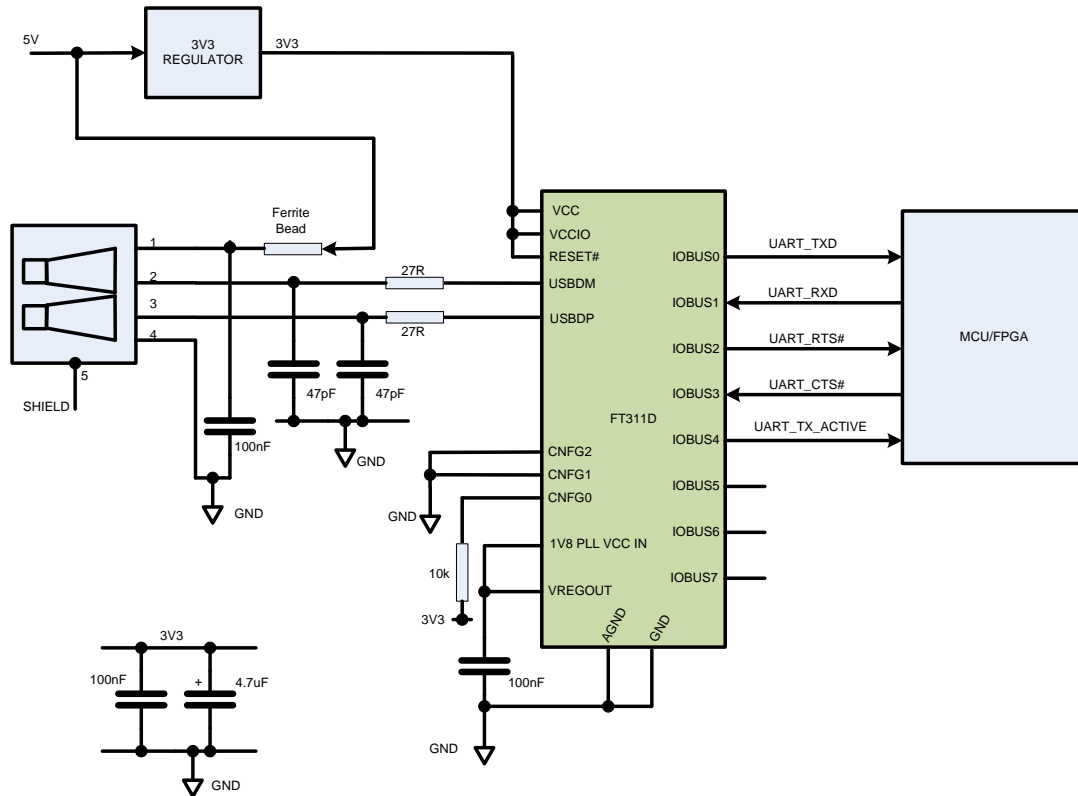 5V
3V3
REGULATOR
3V3
Ferrite
Bead
1
2
3
4
5
SHIELD
27R
27R
47pF
47pF
100nF
GND
GND
VCC
VCCIO
RESET#
USBDM
USBDP
FT311D
CNFG2
CNFG1
CNFG0
1V8 PLL VCC IN
VREGOUT
AGND
GND
IOBUS0
IOBUS1
IOBUS2
IOBUS3
IOBUS4
IOBUS5
IOBUS6
IOBUS7
UART_TXD
UART_RXD
UART_RTS#
UART_CTS#
UART_TX_ACTIVE
MCU/FPGA
GND
10k
3V3
100nF
GND
3V3
100nF
+
4.7uF
GND